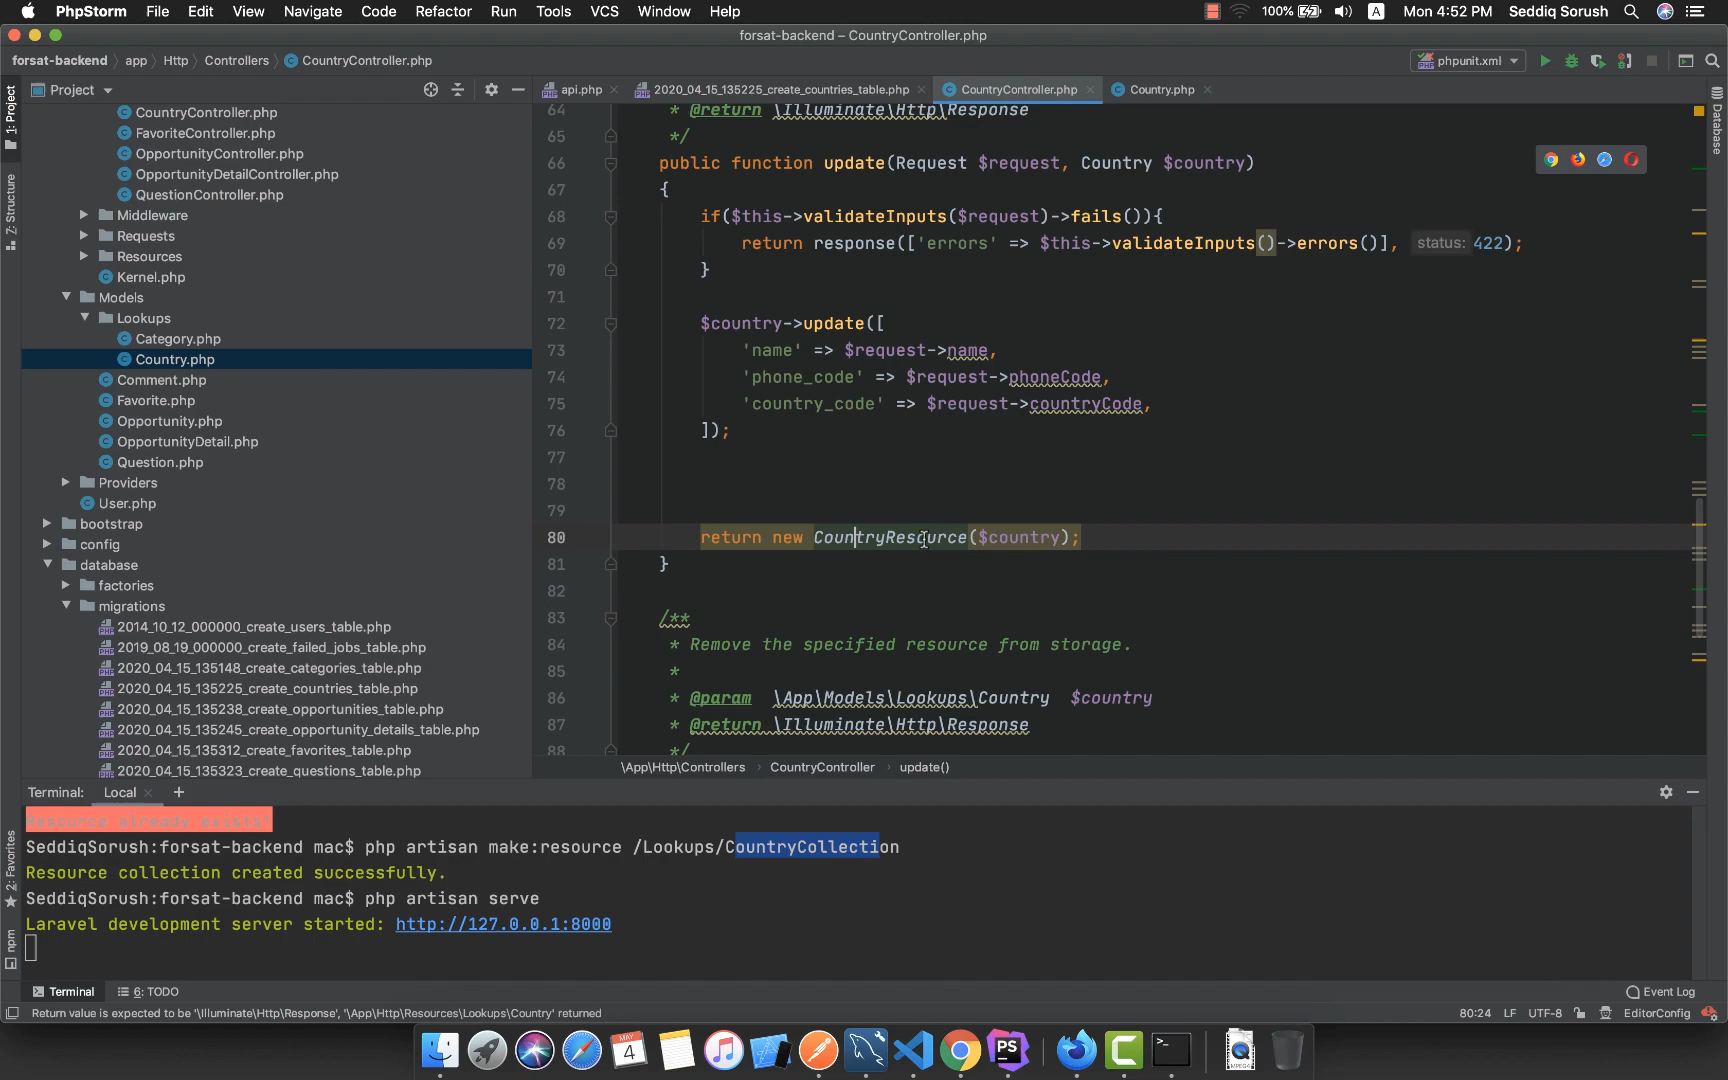 PhpStorm File Edit View Navigate Code Refactor Run Tools VCS Window Help 100% A Mon 4:52 PM Seddiq Sorush
forsat-backend – CountryController.php
forsat-backend › app › Http › Controllers › CountryController.php phpunit.xml
Project api.php 2020_04_15_135225_create_countries_table.php CountryController.php Country.php
1: Project
Z: Structure
2: Favorites
npm
Database
CountryController.php
FavoriteController.php
OpportunityController.php
OpportunityDetailController.php
QuestionController.php
Middleware
Requests
Resources
Kernel.php
Models
Lookups
Category.php
Country.php
Comment.php
Favorite.php
Opportunity.php
OpportunityDetail.php
Question.php
Providers
User.php
bootstrap
config
database
factories
migrations
2014_10_12_000000_create_users_table.php
2019_08_19_000000_create_failed_jobs_table.php
2020_04_15_135148_create_categories_table.php
2020_04_15_135225_create_countries_table.php
2020_04_15_135238_create_opportunities_table.php
2020_04_15_135245_create_opportunity_details_table.php
2020_04_15_135312_create_favorites_table.php
2020_04_15_135323_create_questions_table.php
64 * @return \Illuminate\Http\Response
65 */
66 public function update(Request $request, Country $country)
67 {
68 if($this->validateInputs($request)->fails()){
69 return response(['errors' => $this->validateInputs()->errors()], status: 422);
70 }
71
72 $country->update([
73 'name' => $request->name,
74 'phone_code' => $request->phoneCode,
75 'country_code' => $request->countryCode,
76 ]);
77
78
79
80 return new CountryResource($country);
81 }
82
83 /**
84 * Remove the specified resource from storage.
85 *
86 * @param \App\Models\Lookups\Country $country
87 * @return \Illuminate\Http\Response
88 */
\App\Http\Controllers › CountryController › update()
Terminal: Local +
Resource already exists!
SeddiqSorush:forsat-backend mac$ php artisan make:resource /Lookups/CountryCollection
Resource collection created successfully.
SeddiqSorush:forsat-backend mac$ php artisan serve
Laravel development server started: http://127.0.0.1:8000
Terminal 6: TODO Event Log
Return value is expected to be '\Illuminate\Http\Response', '\App\Http\Resources\Lookups\Country' returned 80:24 LF UTF-8 EditorConfig
MAY
4
PS
C
>_
MPEG4